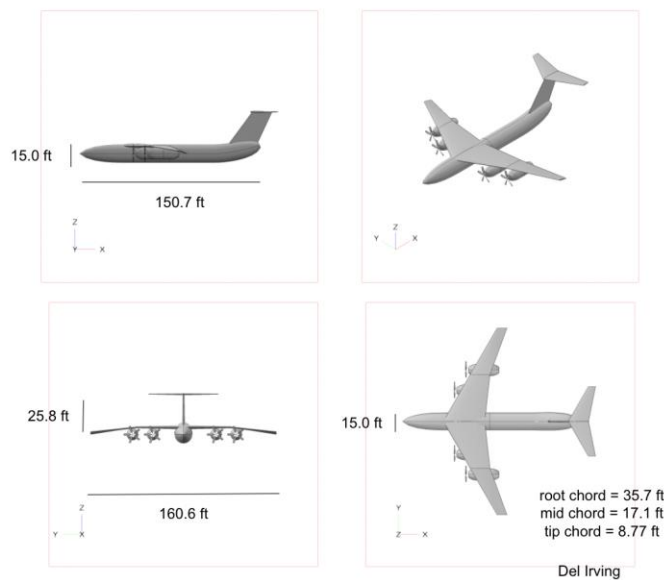 15.0 ft
150.7 ft
Z
Y
X
Y
Z
X
25.8 ft
160.6 ft
Z
Y
X
15.0 ft
root chord = 35.7 ft
mid chord = 17.1 ft
tip chord = 8.77 ft
Y
Z
X
Del Irving